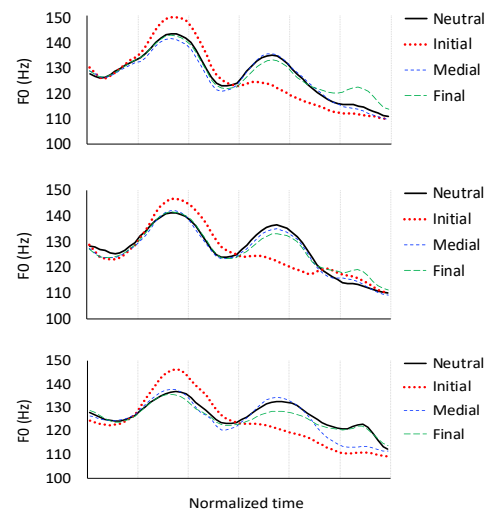 F0 (Hz)
150
140
130
120
110
100
Neutral
Initial
Medial
Final
F0 (Hz)
150
140
130
120
110
100
Neutral
Initial
Medial
Final
F0 (Hz)
150
140
130
120
110
100
Neutral
Initial
Medial
Final
Normalized time